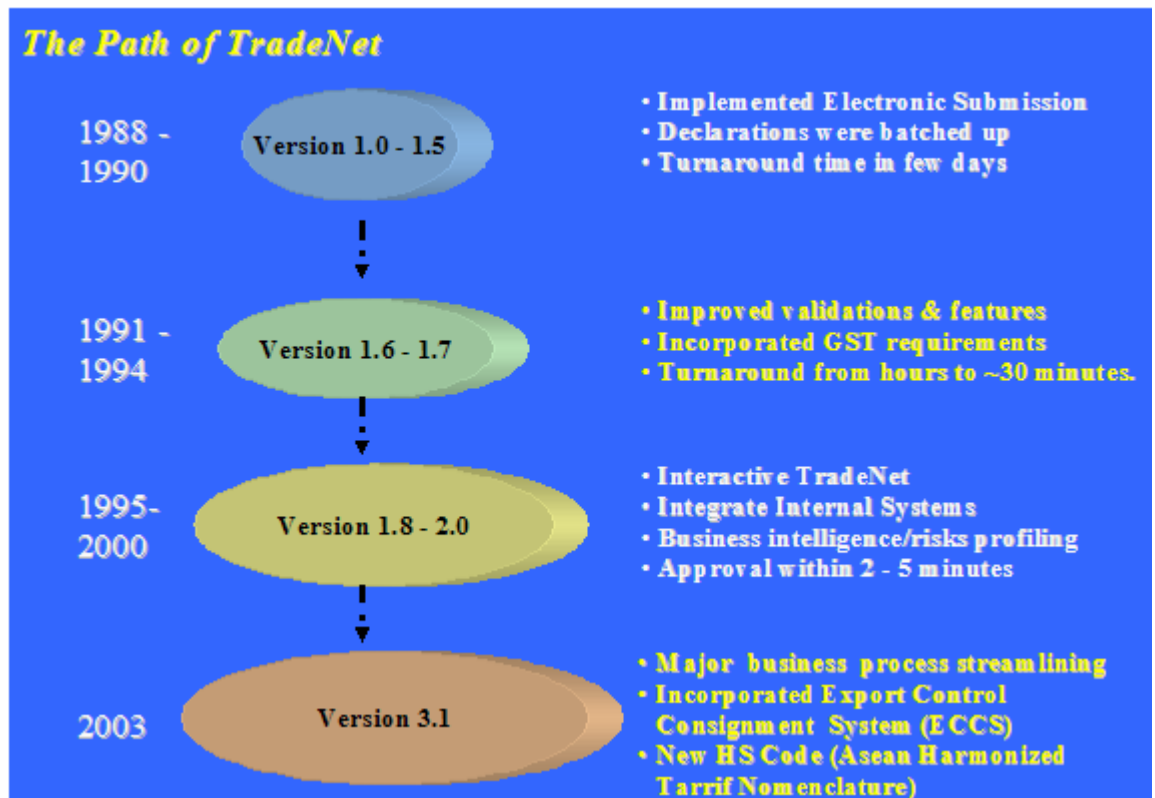 The Path of TradeNet
1988 -
1990
Version 1.0 - 1.5
• Implemented Electronic Submission
• Declarations were batched up
• Turnaround time in few days
1991 -
1994
Version 1.6 - 1.7
• Improved validations & features
• Incorporated GST requirements
• Turnaround from hours to ~30 minutes.
1995-
2000
Version 1.8 - 2.0
• Interactive TradeNet
• Integrate Internal Systems
• Business intelligence/risks profiling
• Approval within 2 - 5 minutes
2003
Version 3.1
• Major business process streamlining
• Incorporated Export Control
Consignment System (ECCS)
• New HS Code (Asean Harmonized
Tarrif Nomenclature)